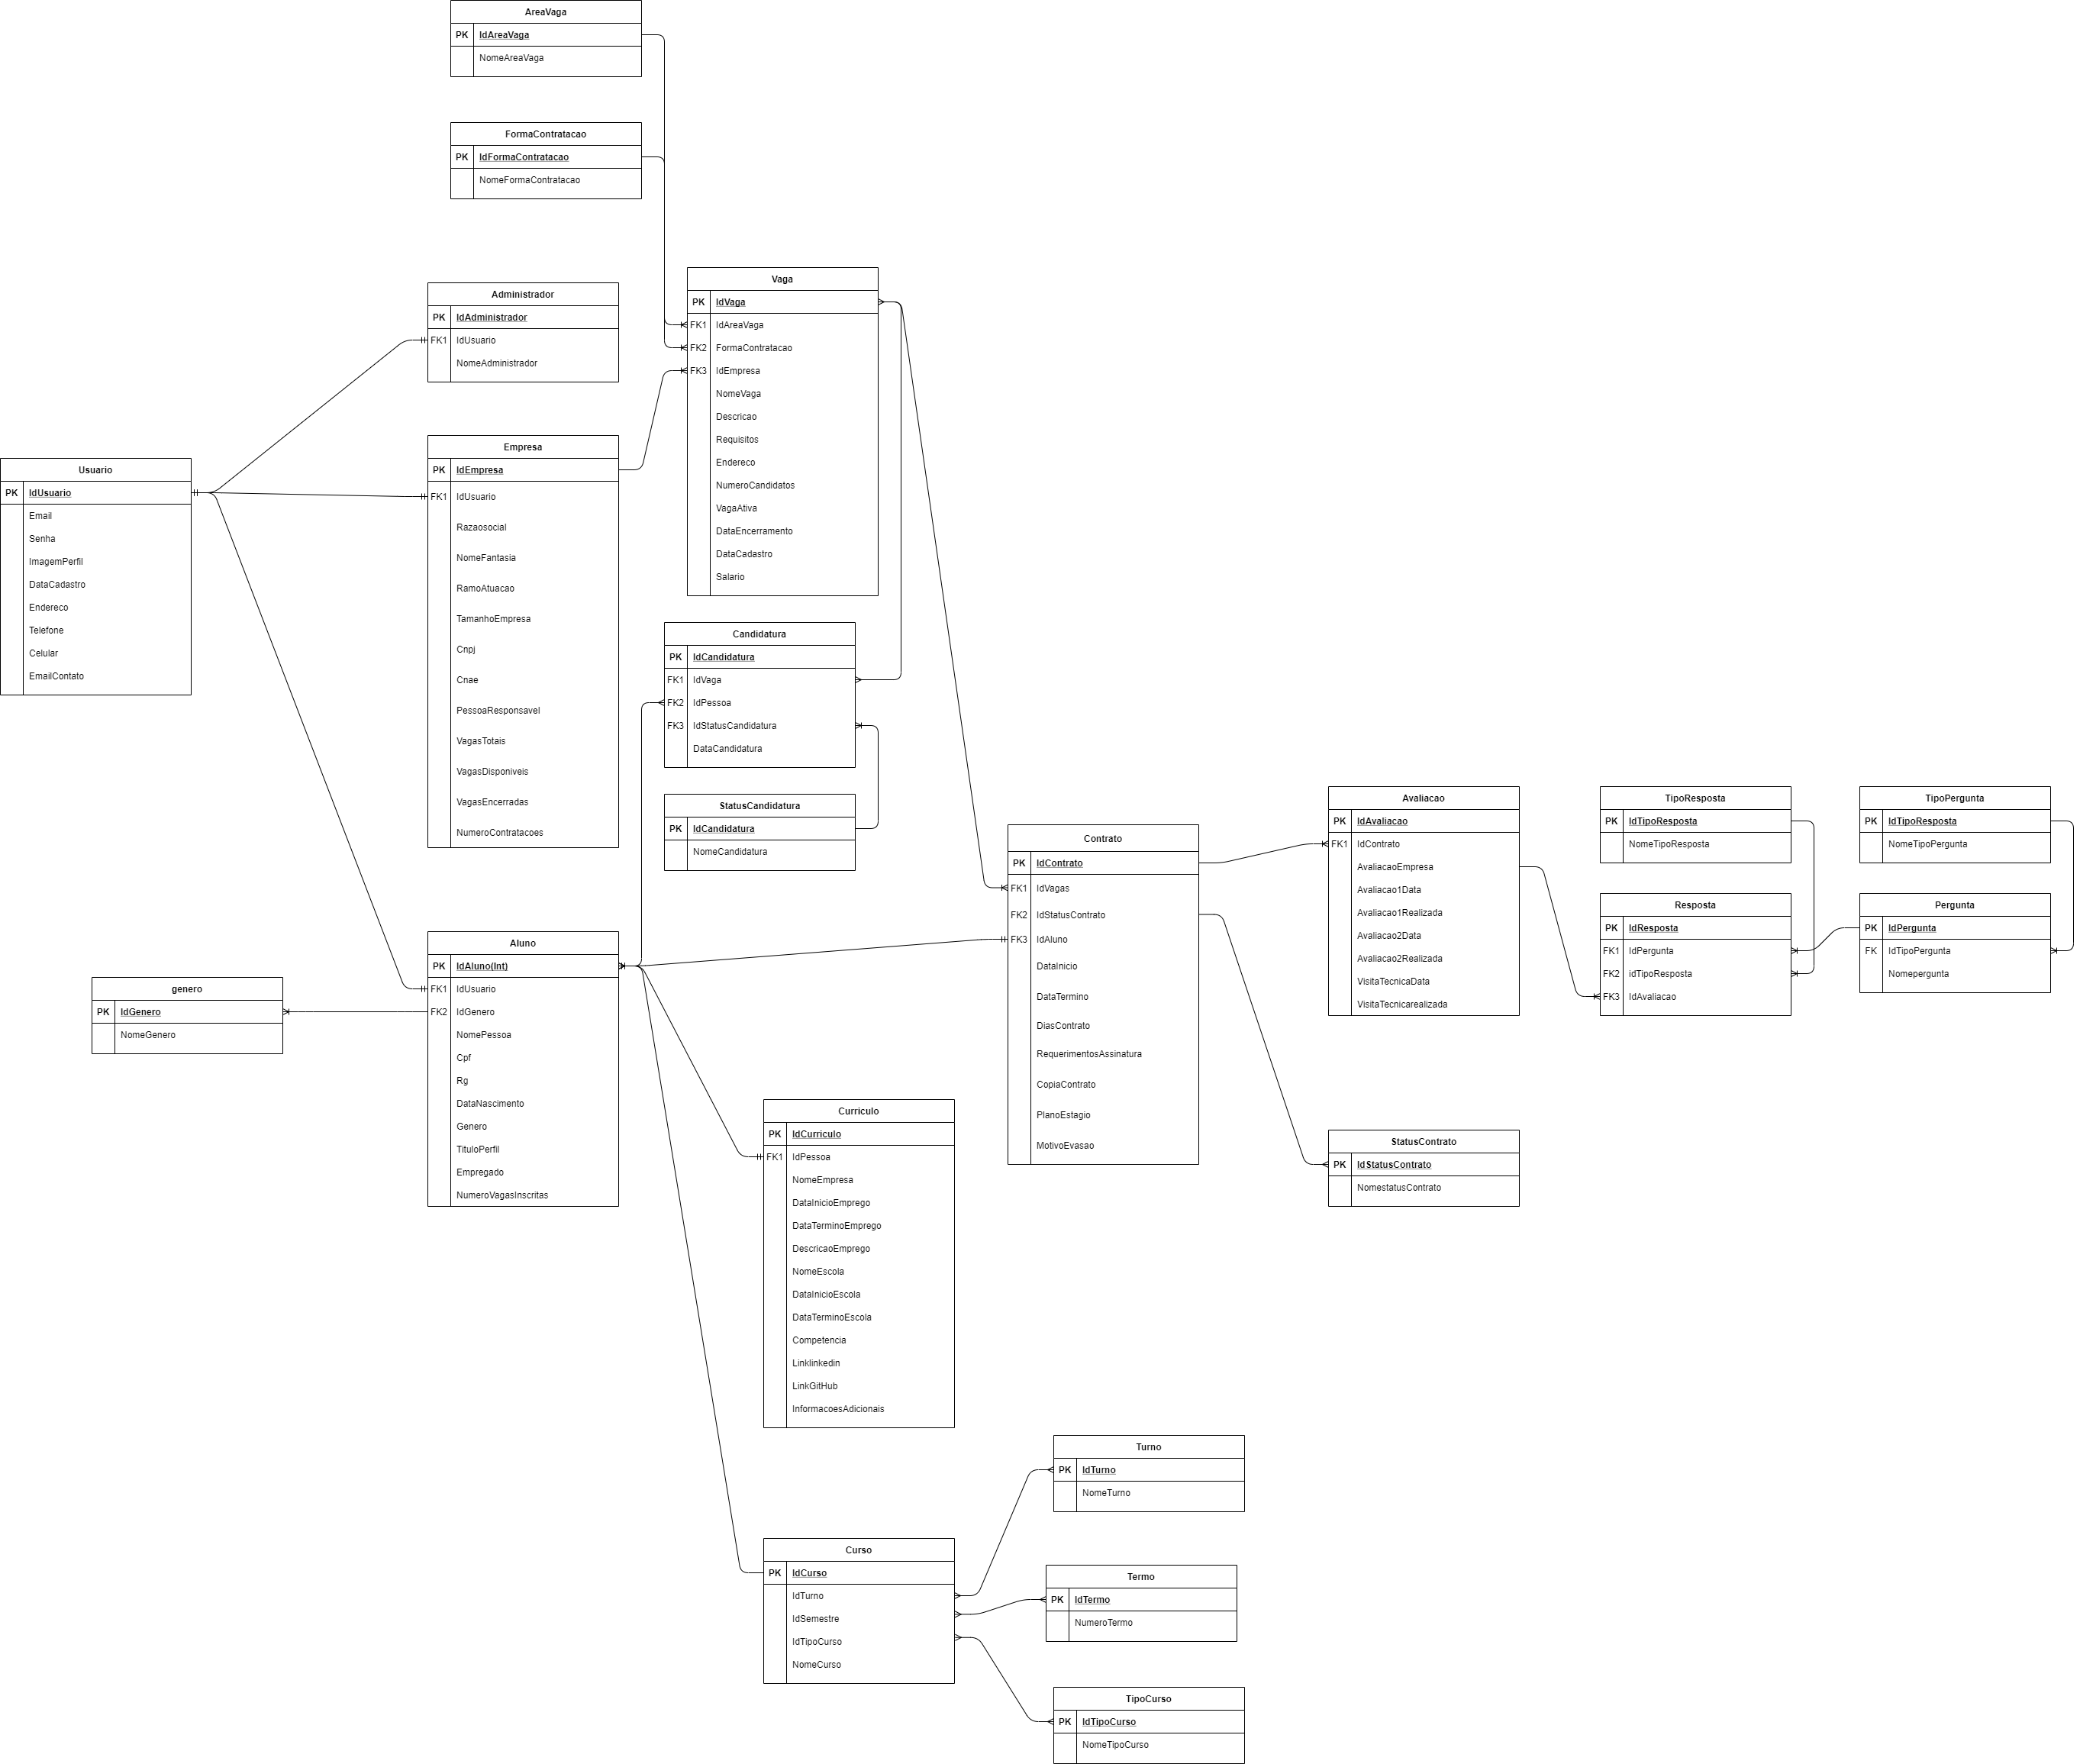 AreaVaga
PK IdAreaVaga
NomeAreaVaga
FormaContratacao
PK IdFormaContratacao
NomeFormaContratacao
Vaga
PK IdVaga
FK1 IdAreaVaga
FK2 FormaContratacao
FK3 IdEmpresa
NomeVaga
Descricao
Requisitos
Endereco
NumeroCandidatos
VagaAtiva
DataEncerramento
DataCadastro
Salario
Administrador
PK IdAdministrador
FK1 IdUsuario
NomeAdministrador
Empresa
PK IdEmpresa
FK1 IdUsuario
Razaosocial
NomeFantasia
RamoAtuacao
TamanhoEmpresa
Cnpj
Cnae
PessoaResponsavel
VagasTotais
VagasDisponiveis
VagasEncerradas
NumeroContratacoes
Usuario
PK IdUsuario
Email
Senha
ImagemPerfil
DataCadastro
Endereco
Telefone
Celular
EmailContato
Candidatura
PK IdCandidatura
FK1 IdVaga
FK2 IdPessoa
FK3 IdStatusCandidatura
DataCandidatura
StatusCandidatura
PK IdCandidatura
NomeCandidatura
Contrato
PK IdContrato
FK1 IdVagas
FK2 IdStatusContrato
FK3 IdAluno
DataInicio
DataTermino
DiasContrato
RequerimentosAssinatura
CopiaContrato
PlanoEstagio
MotivoEvasao
Avaliacao
PK IdAvaliacao
FK1 IdContrato
AvaliacaoEmpresa
Avaliacao1Data
Avaliacao1Realizada
Avaliacao2Data
Avaliacao2Realizada
VisitaTecnicaData
VisitaTecnicarealizada
TipoResposta
PK IdTipoResposta
NomeTipoResposta
TipoPergunta
PK IdTipoResposta
NomeTipoPergunta
Resposta
PK IdResposta
FK1 IdPergunta
FK2 idTipoResposta
FK3 IdAvaliacao
Pergunta
PK IdPergunta
FK IdTipoPergunta
Nomepergunta
Aluno
PK IdAluno(Int)
FK1 IdUsuario
FK2 IdGenero
NomePessoa
Cpf
Rg
DataNascimento
Genero
TituloPerfil
Empregado
NumeroVagasInscritas
genero
PK IdGenero
NomeGenero
Curriculo
PK IdCurriculo
FK1 IdPessoa
NomeEmpresa
DataInicioEmprego
DataTerminoEmprego
DescricaoEmprego
NomeEscola
DataInicioEscola
DataTerminoEscola
Competencia
Linklinkedin
LinkGitHub
InformacoesAdicionais
StatusContrato
PK IdStatusContrato
NomestatusContrato
Turno
PK IdTurno
NomeTurno
Curso
PK IdCurso
IdTurno
IdSemestre
IdTipoCurso
NomeCurso
Termo
PK IdTermo
NumeroTermo
TipoCurso
PK IdTipoCurso
NomeTipoCurso